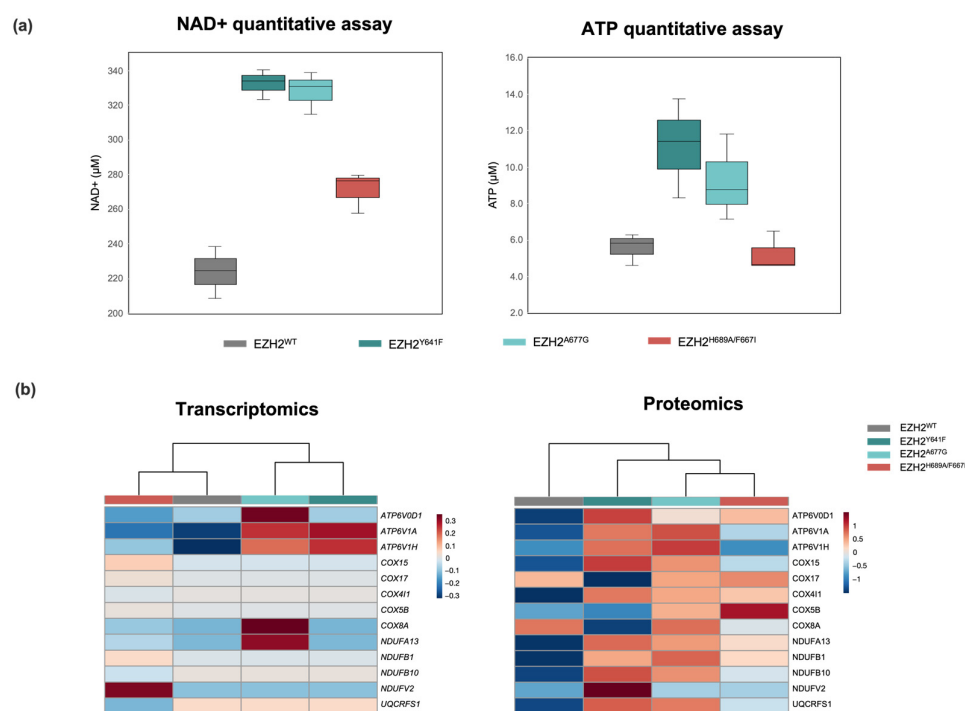 (a)
NAD+ quantitative assay
ATP quantitative assay
NAD+ (µM)
340
320
300
280
260
240
220
200
ATP (µM)
16.0
14.0
12.0
10.0
8.0
6.0
4.0
2.0
EZH2WT
EZH2Y641F
EZH2A677G
EZH2H689A/F667I
(b)
Transcriptomics
Proteomics
EZH2WT
EZH2Y641F
EZH2A677G
EZH2H689A/F667I
ATP6V0D1
ATP6V1A
ATP6V1H
COX15
COX17
COX4I1
COX5B
COX8A
NDUFA13
NDUFB1
NDUFB10
NDUFV2
UQCRFS1
0.3
0.2
0.1
0
−0.1
−0.2
−0.3
ATP6V0D1
ATP6V1A
ATP6V1H
COX15
COX17
COX4I1
COX5B
COX8A
NDUFA13
NDUFB1
NDUFB10
NDUFV2
UQCRFS1
1
0.5
0
−0.5
−1